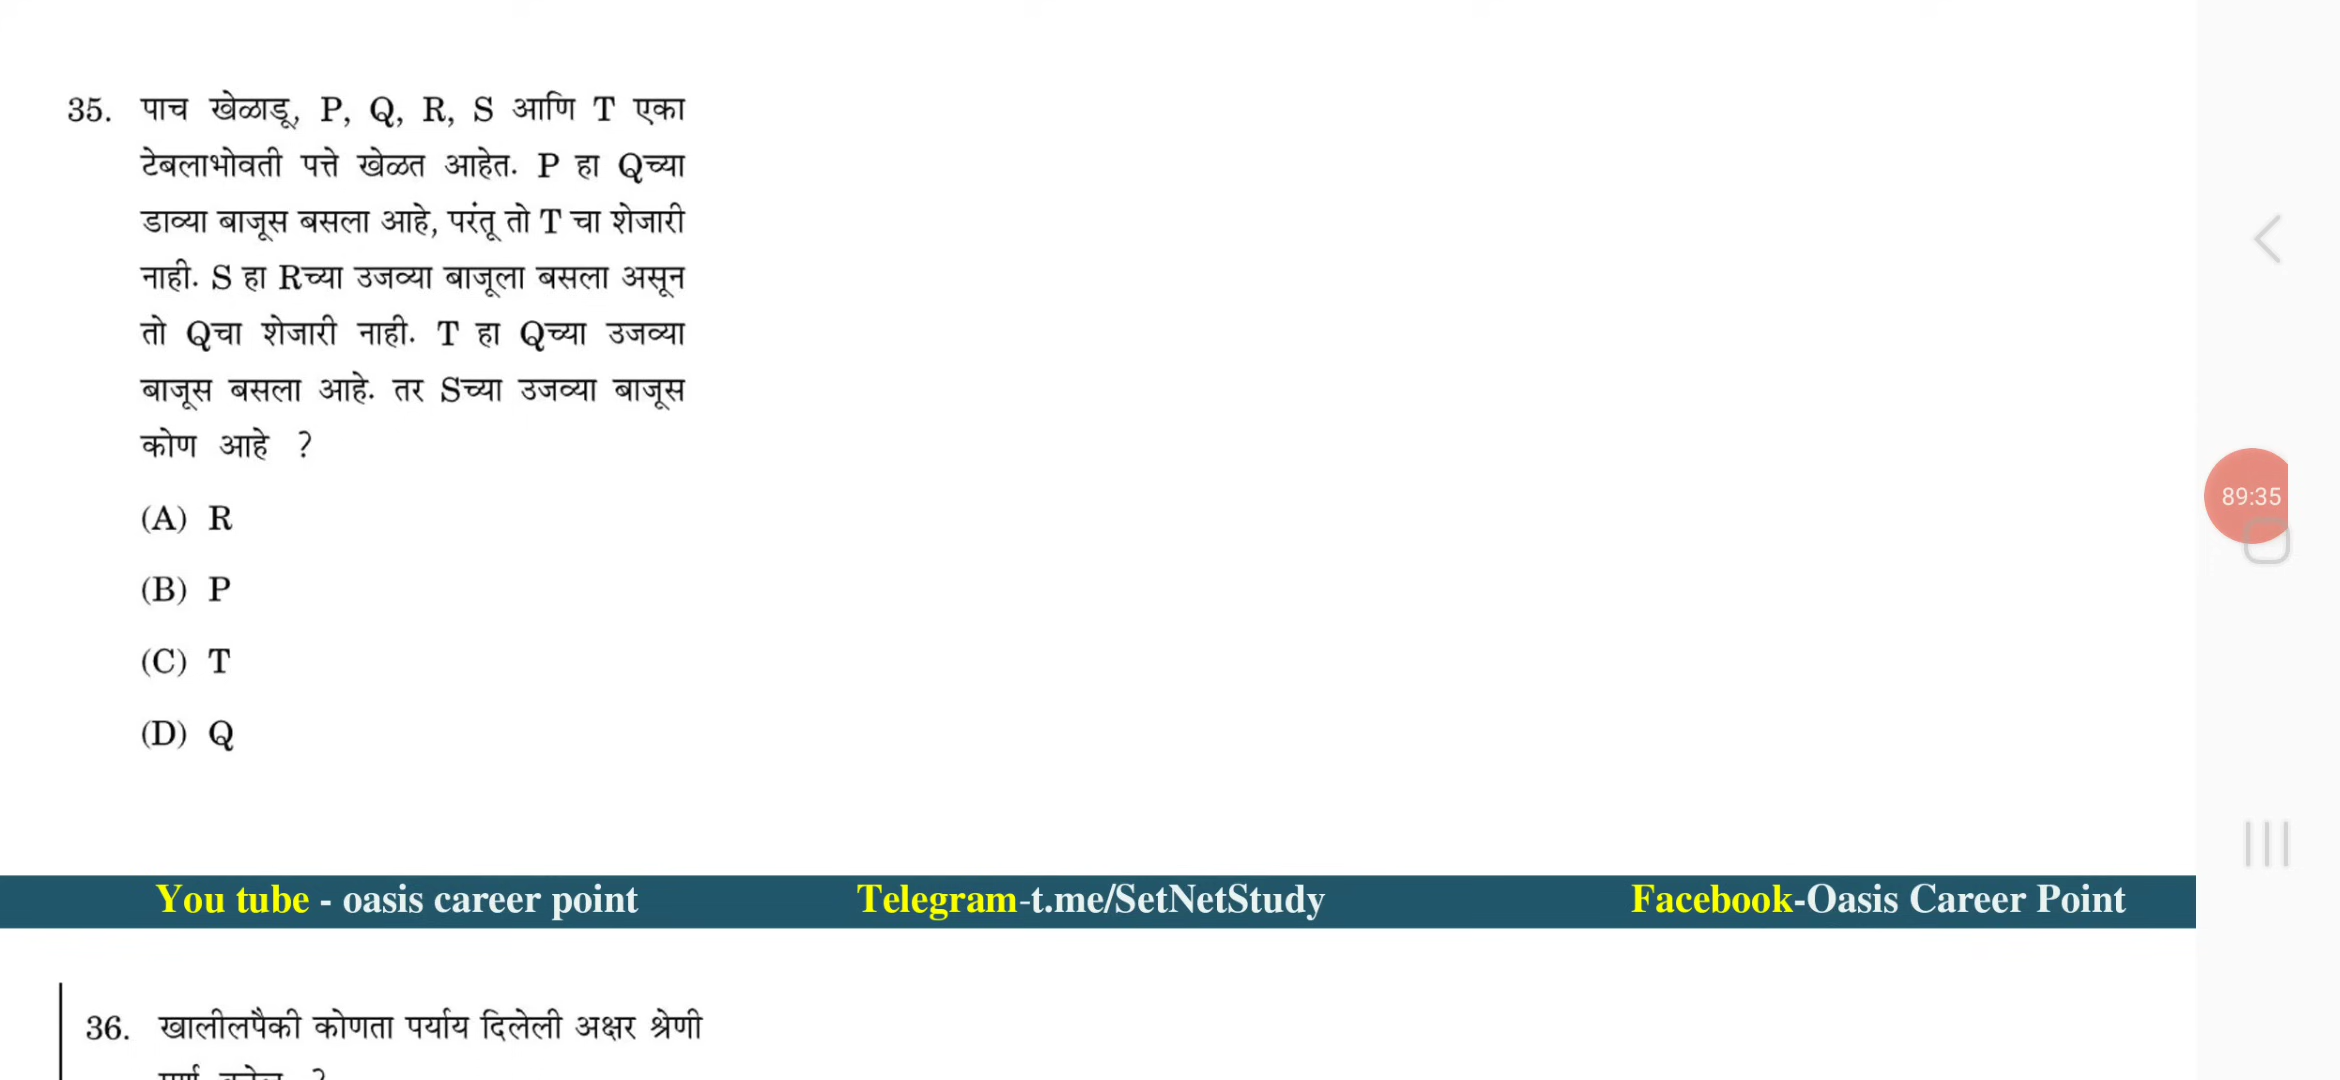 35. पाच खेळाडू, P, Q, R, S आणि T एका
टेबलाभोवती पत्ते खेळत आहेत. P हा Qच्या
डाव्या बाजूस बसला आहे, परंतू तो T चा शेजारी
नाही. S हा Rच्या उजव्या बाजूला बसला असून
तो Qचा शेजारी नाही. T हा Qच्या उजव्या
बाजूस बसला आहे. तर Sच्या उजव्या बाजूस
कोण आहे ?
(A) R
(B) P
(C) T
(D) Q
89:35
You tube - oasis career point Telegram-t.me/SetNetStudy Facebook-Oasis Career Point
36. खालीलपैकी कोणता पर्याय दिलेली अक्षर श्रेणी